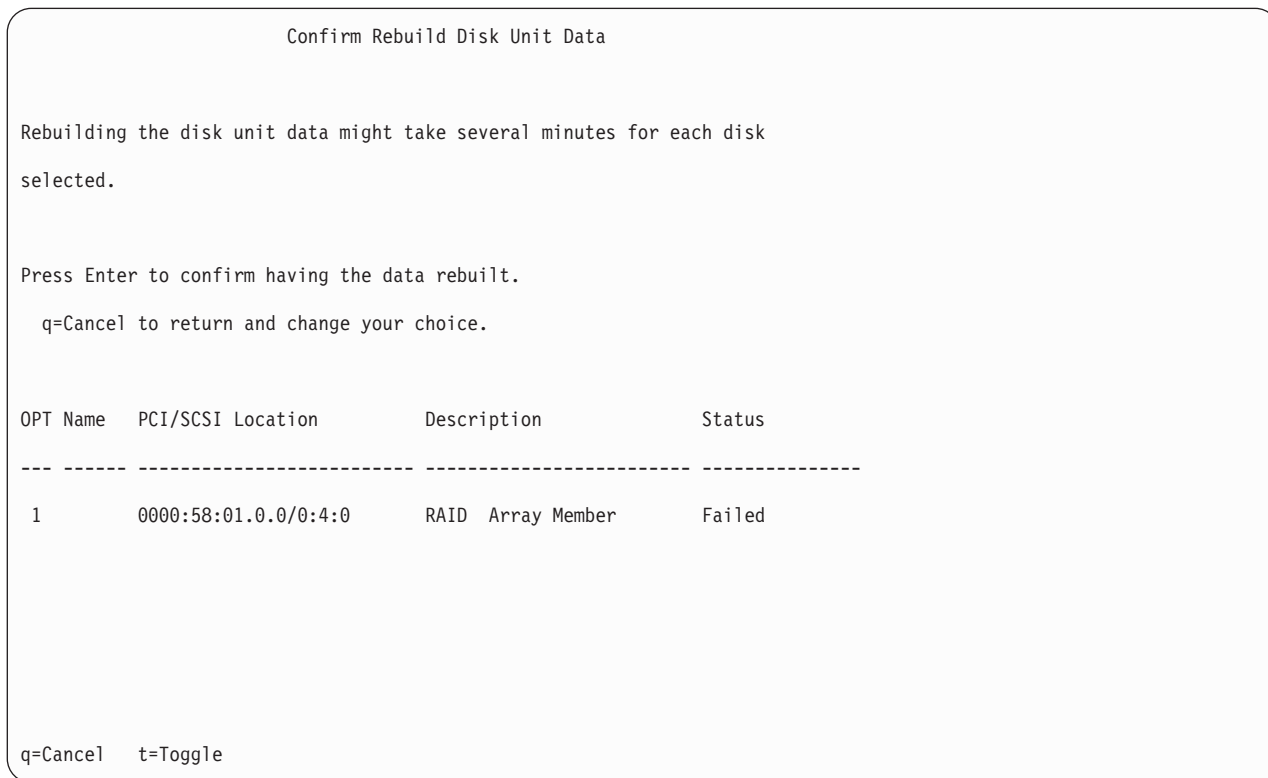 Confirm Rebuild Disk Unit Data
Rebuilding the disk unit data might take several minutes for each disk
selected.
Press Enter to confirm having the data rebuilt.
q=Cancel to return and change your choice.
OPT Name   PCI/SCSI Location          Description               Status
--- ------ -------------------------- ------------------------- ---------------
1         0000:58:01.0.0/0:4:0       RAID  Array Member        Failed
q=Cancel   t=Toggle